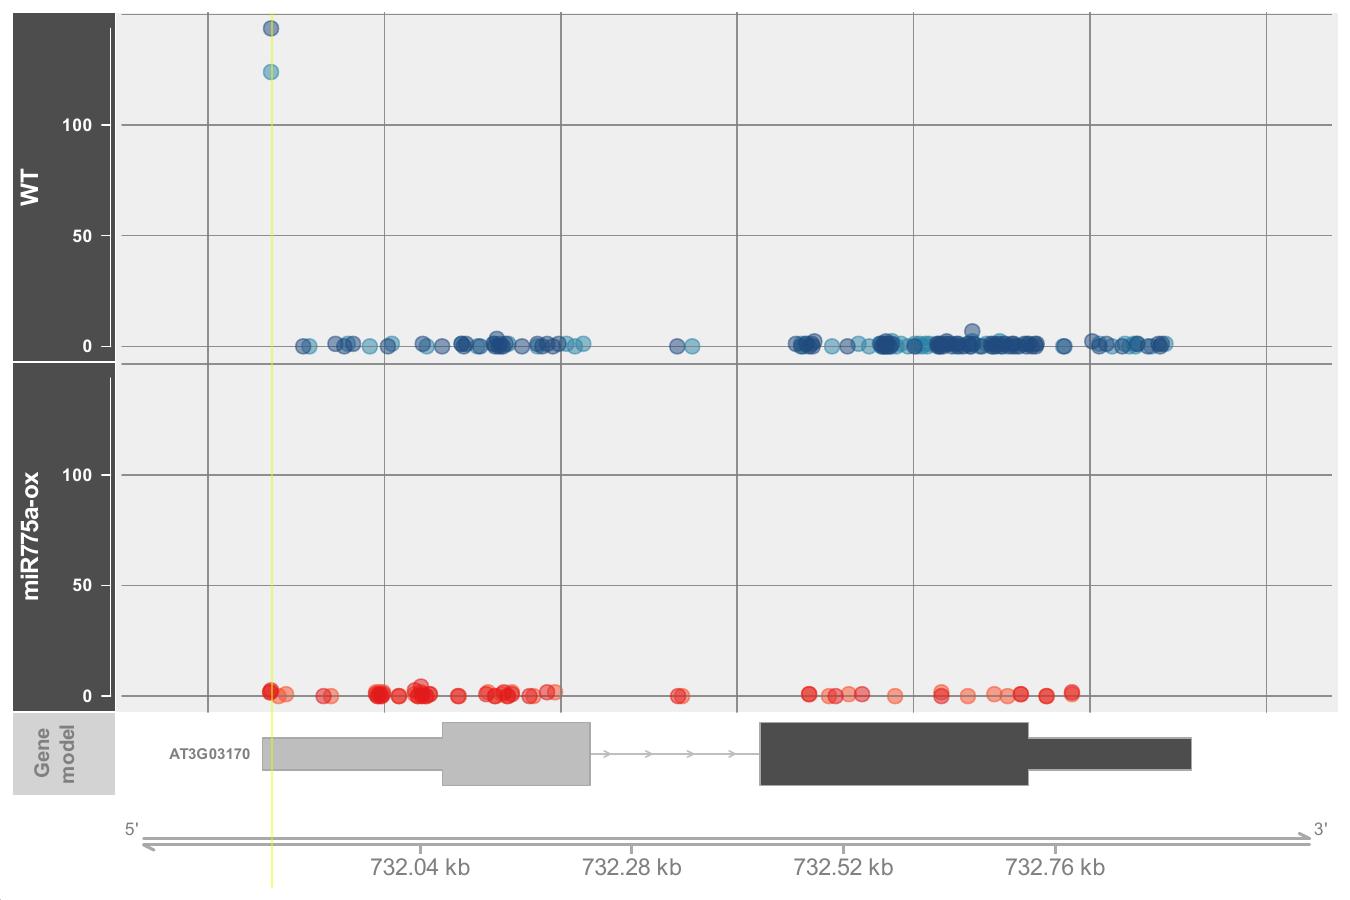 WT
100
50
0
miR775a-ox
100
50
0
Gene
model
AT3G03170
5'
3'
732.04 kb
732.28 kb
732.52 kb
732.76 kb